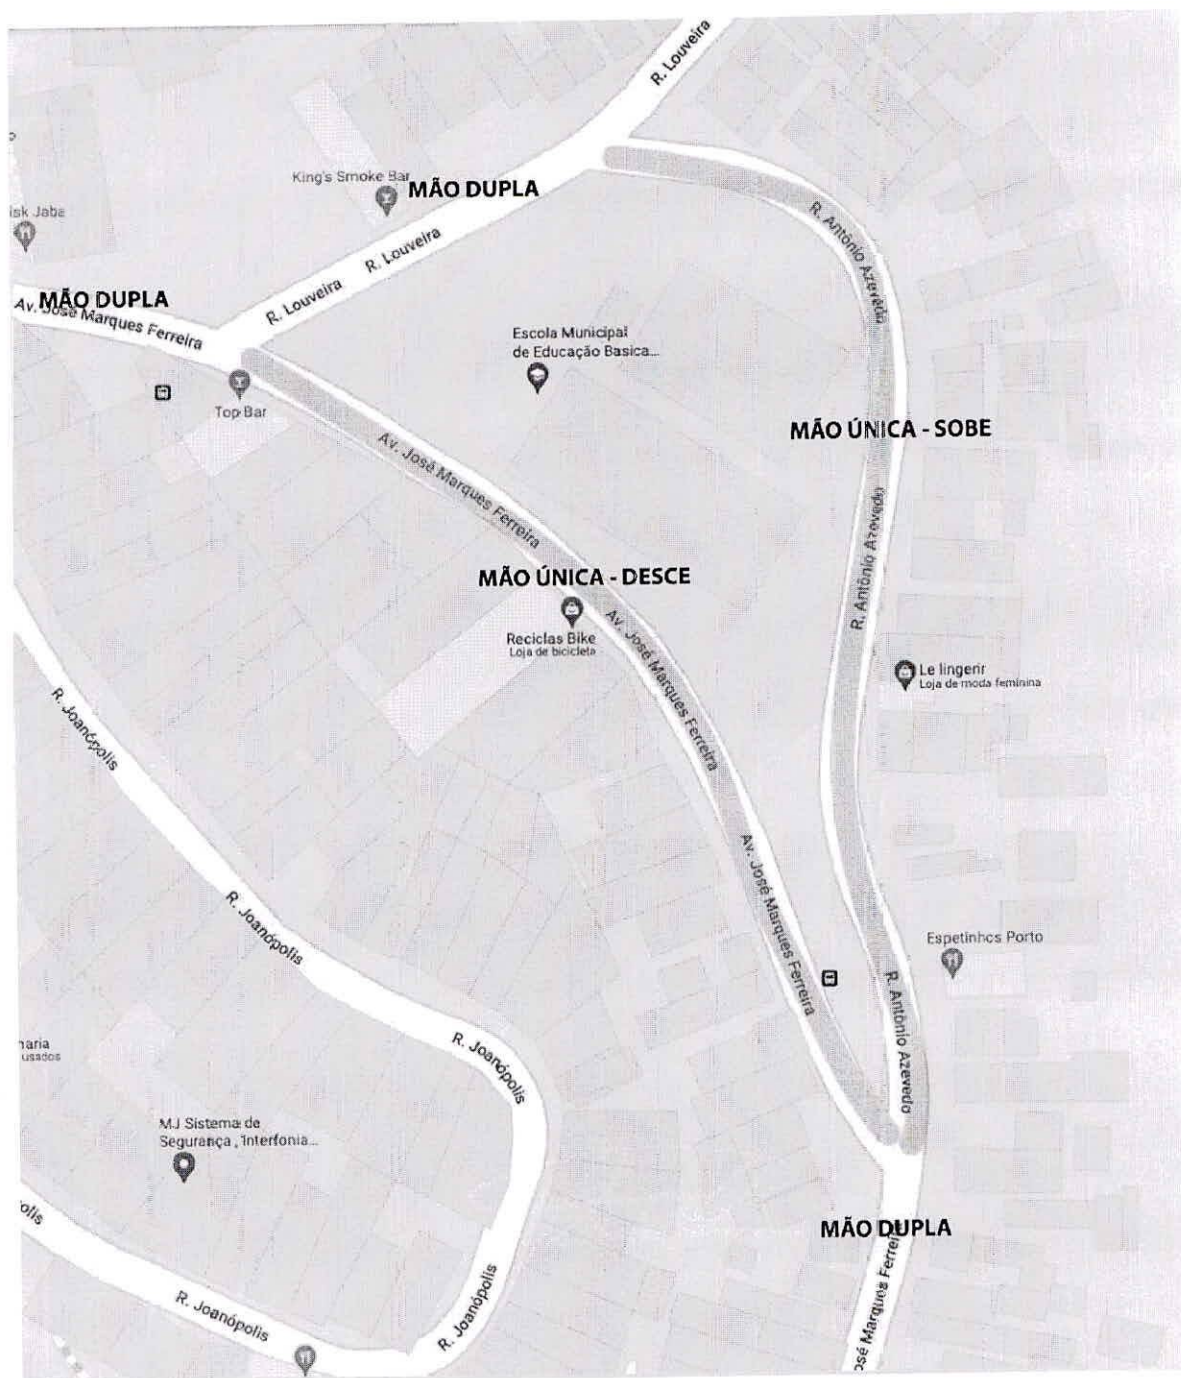 R. Louveira
King's Smoke Bar
MÃO DUPLA
isk Jaba
R. Antônio Azevedo
R. Louveira
R. Louveira
MÃO DUPLA
Av. José Marques Ferreira
Escola Municipal
de Educação Basica...
Top Bar
MÃO ÚNICA - SOBE
Av. José Marques Ferreira
R. Antônio Azevedo
MÃO ÚNICA - DESCE
Reciclas Bike
Loja de bicicleta
Av. José Marques Ferreira
Le lingerir
Loja de moda feminina
R. Joanópolis
Av. José Marques Ferreira
R. Joanópolis
Espetinhos Porto
R. Antônio Azevedo
naria
usados
R. Joanópolis
MJ Sistema de
Segurança, Interfonia...
olis
MÃO DUPLA
osé Marques Ferreira
R. Joanópolis
R. Joanópolis